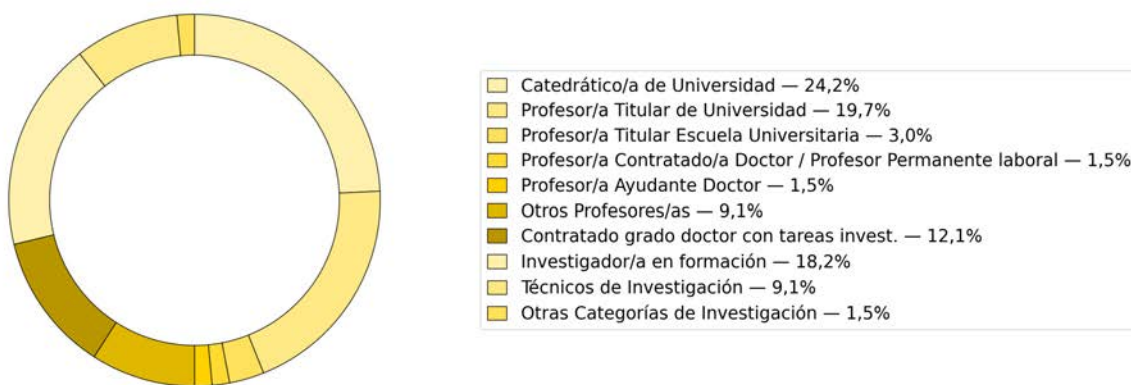 Catedrático/a de Universidad — 24,2%
Profesor/a Titular de Universidad — 19,7%
Profesor/a Titular Escuela Universitaria — 3,0%
Profesor/a Contratado/a Doctor / Profesor Permanente laboral — 1,5%
Profesor/a Ayudante Doctor — 1,5%
Otros Profesores/as — 9,1%
Contratado grado doctor con tareas invest. — 12,1%
Investigador/a en formación — 18,2%
Técnicos de Investigación — 9,1%
Otras Categorías de Investigación — 1,5%